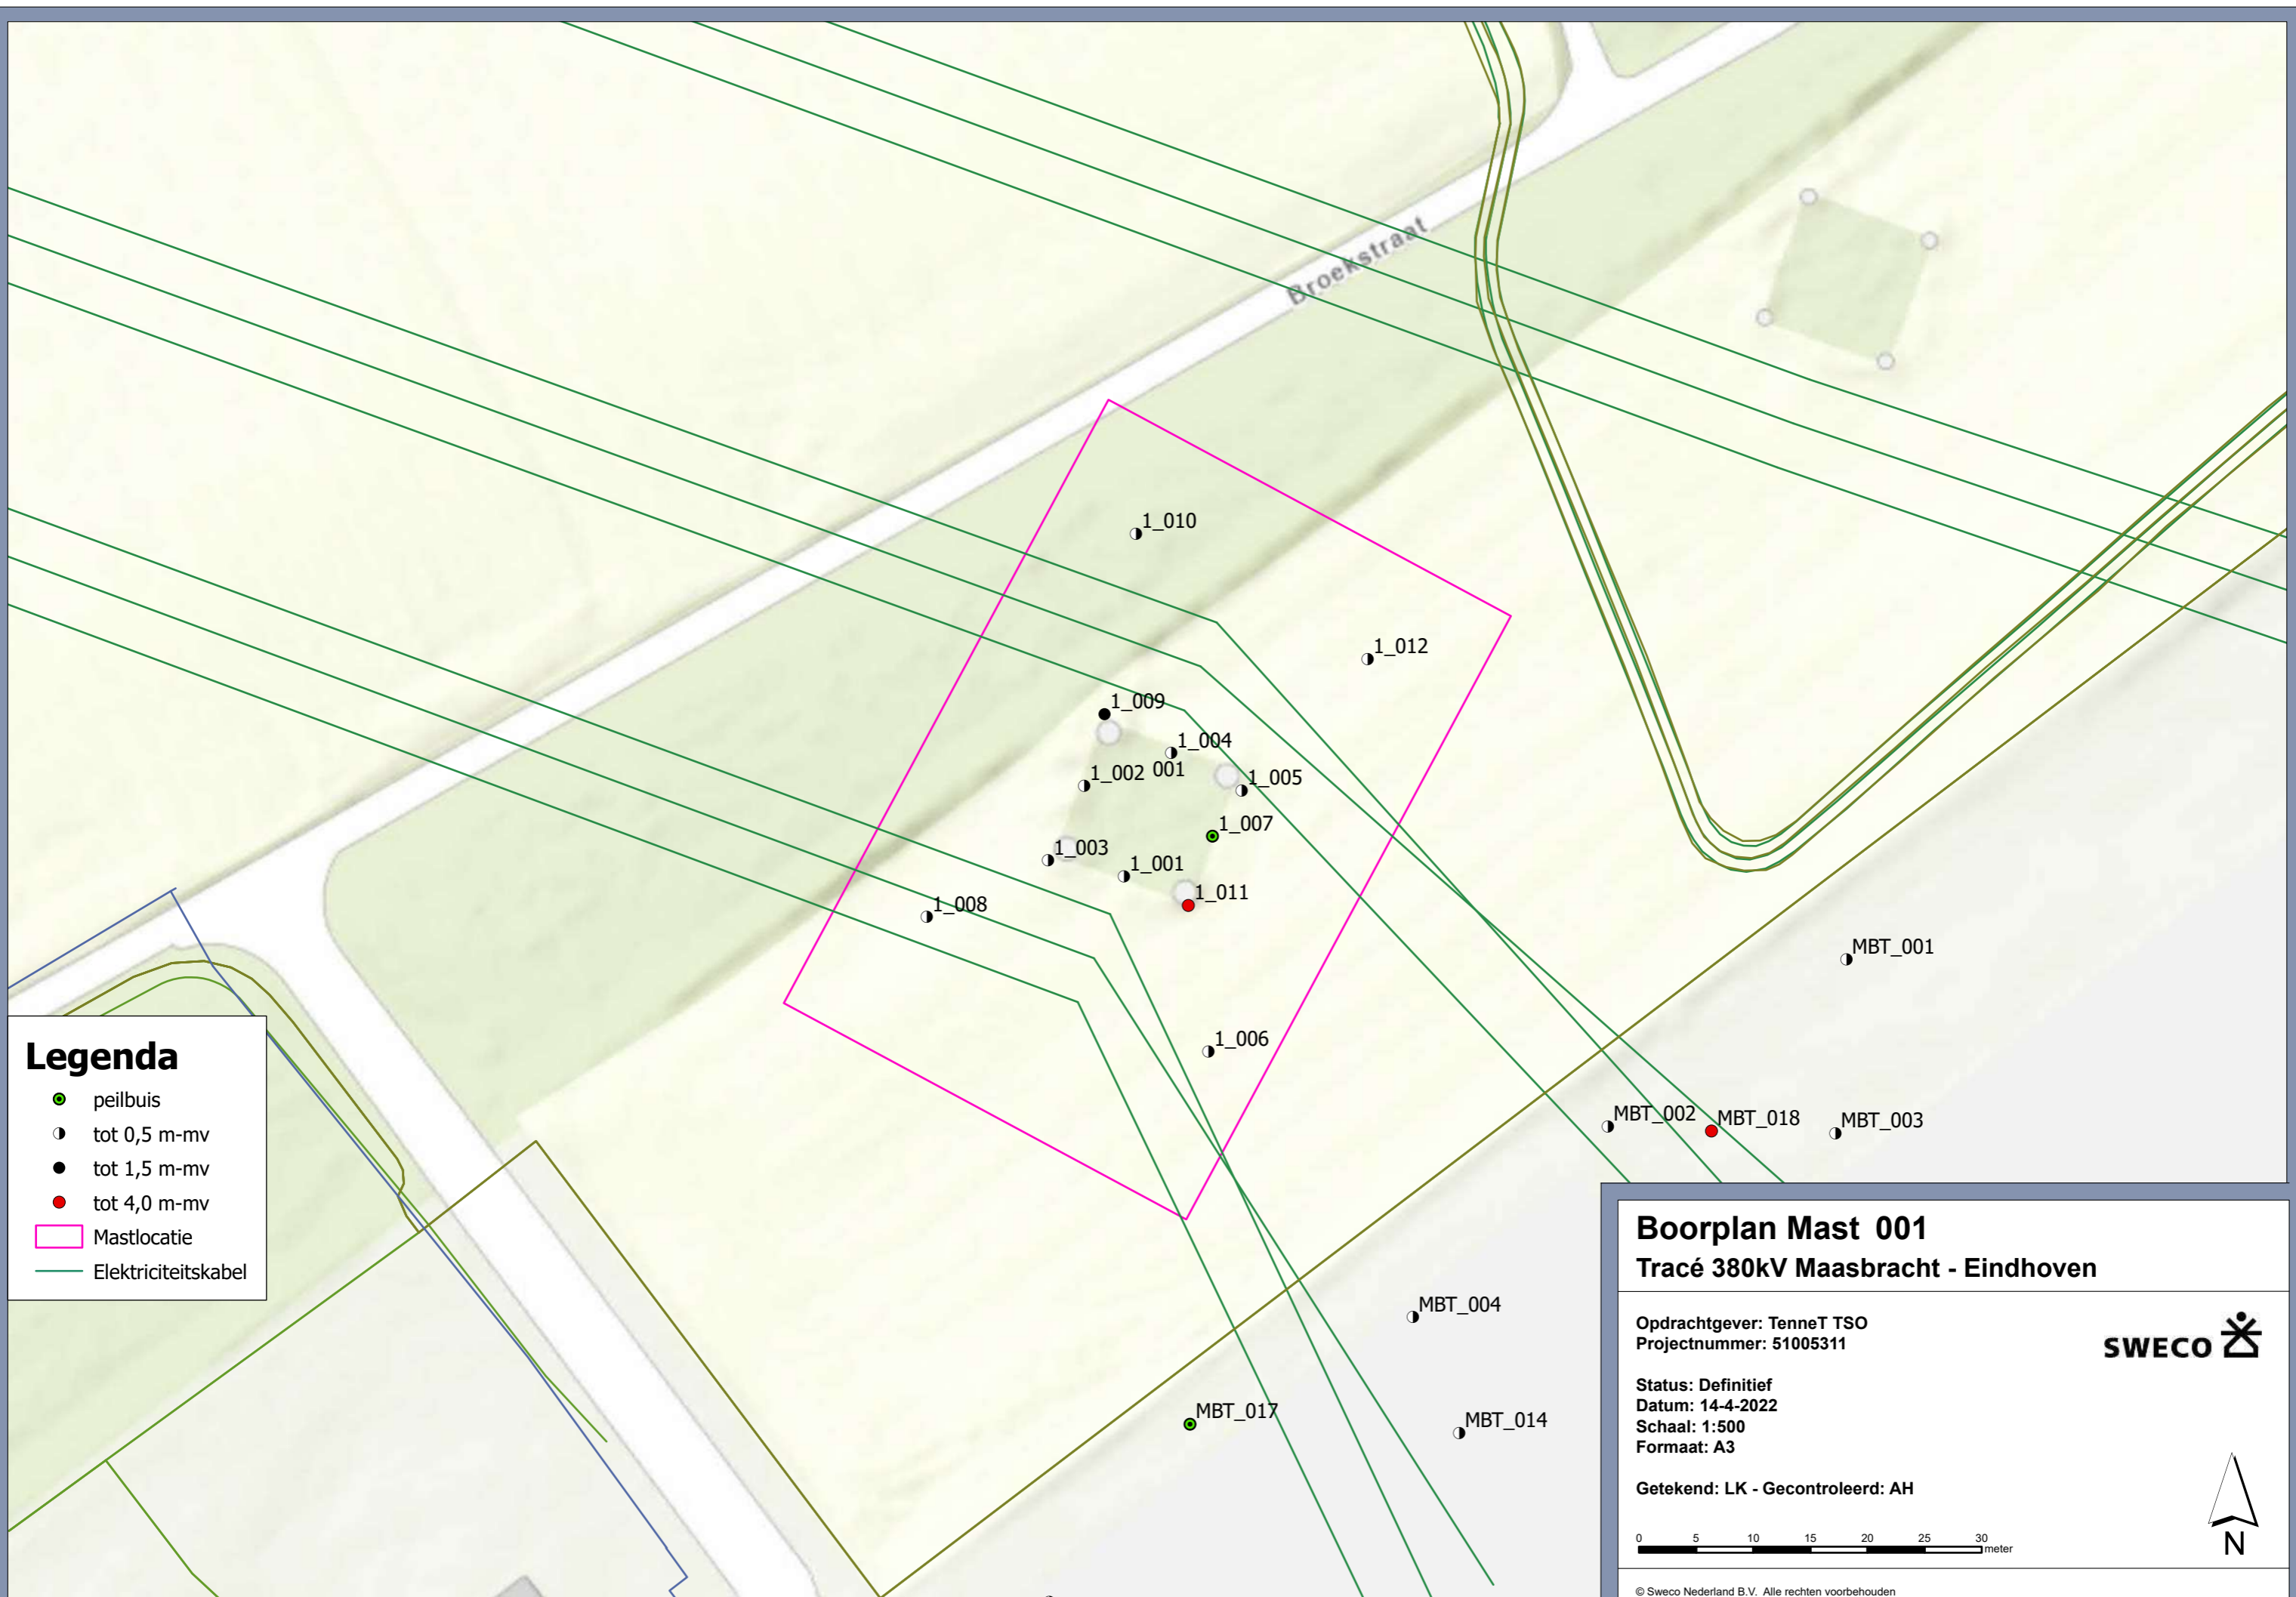 Broekstraat
1_010
1_012
1_009
1_004
1_002
001
1_005
1_007
1_003
1_001
1_008
1_011
MBT_001
1_006
MBT_002
MBT_018
MBT_003
MBT_004
MBT_017
MBT_014
Legenda
peilbuis
tot 0,5 m-mv
tot 1,5 m-mv
tot 4,0 m-mv
Mastlocatie
Elektriciteitskabel
Boorplan Mast 001
Tracé 380kV Maasbracht - Eindhoven
Opdrachtgever: TenneT TSO
Projectnummer: 51005311
SWECO
Status: Definitief
Datum: 14-4-2022
Schaal: 1:500
Formaat: A3
Getekend: LK - Gecontroleerd: AH
0 5 10 15 20 25 30
meter
N
© Sweco Nederland B.V. Alle rechten voorbehouden